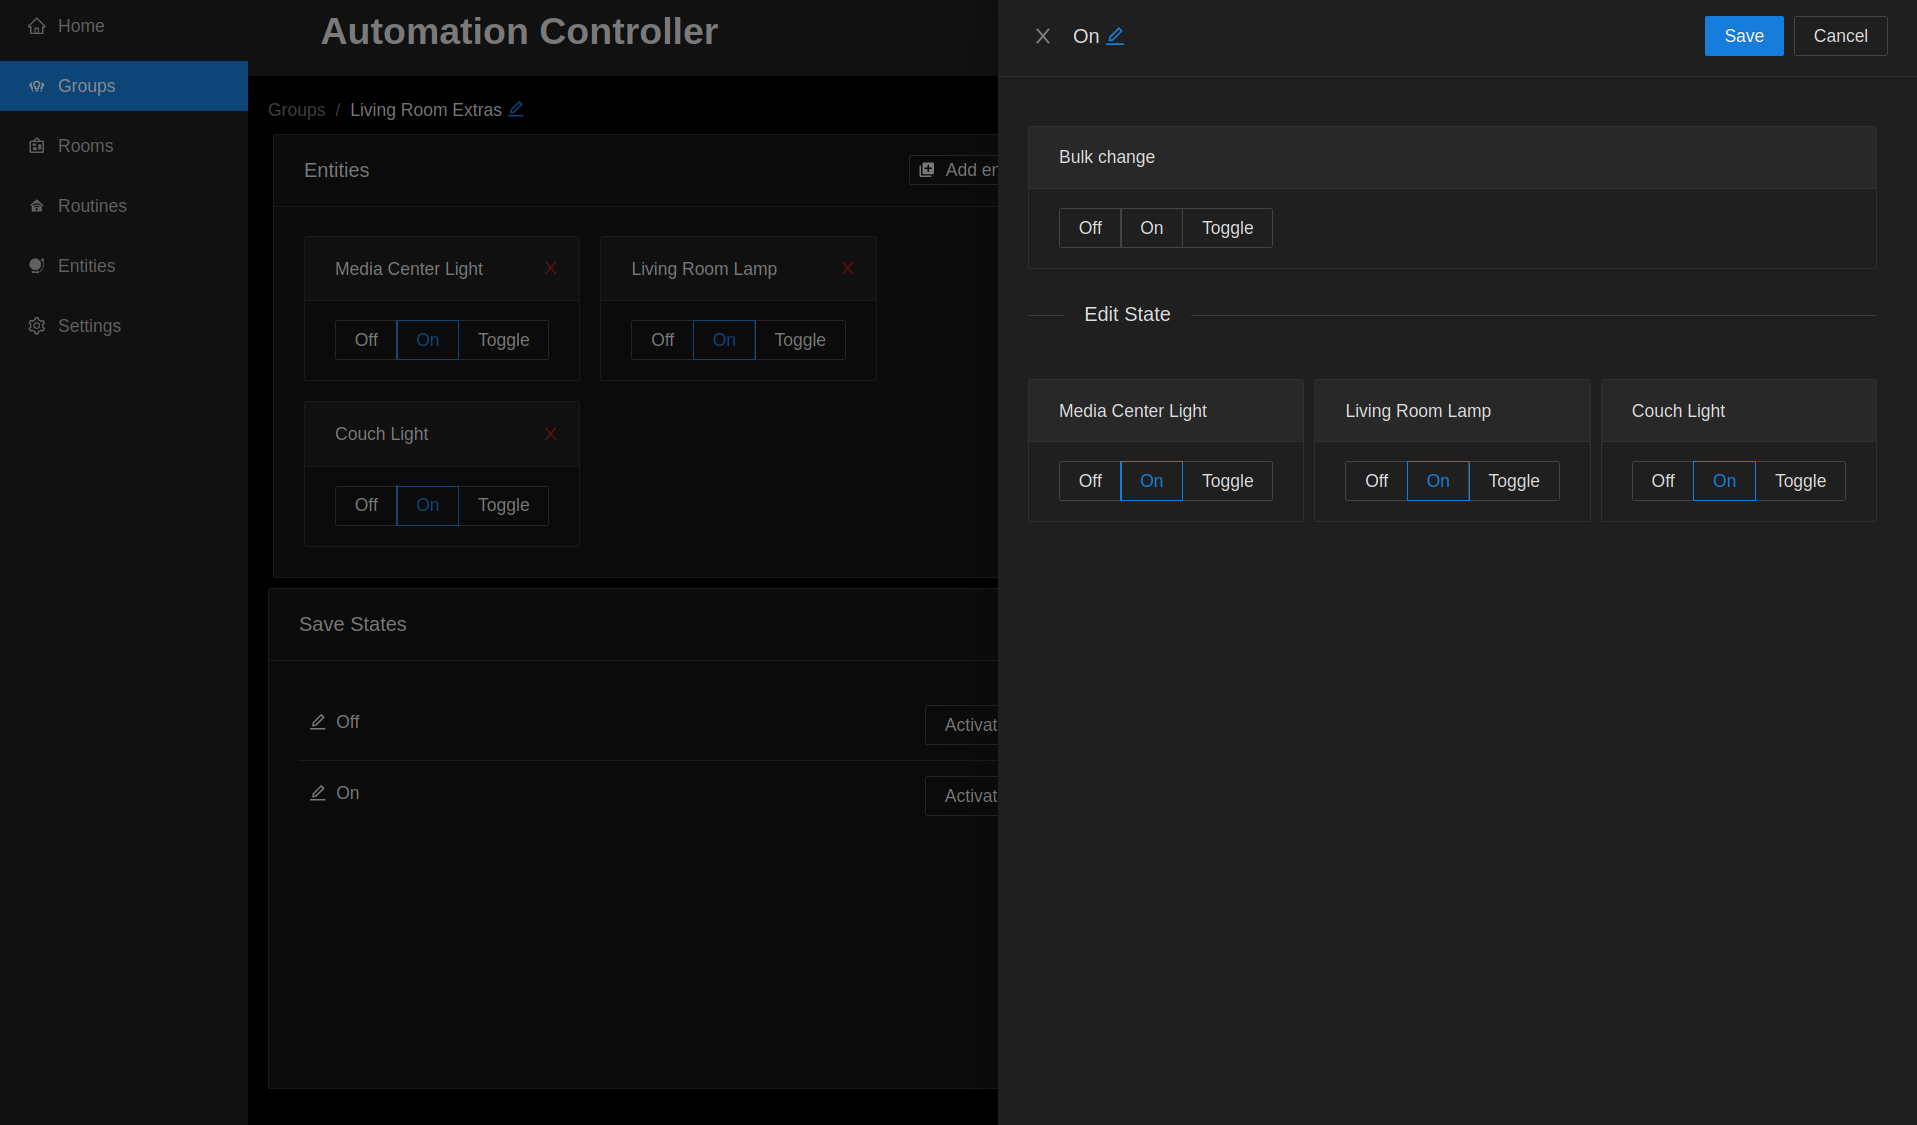 Home
Groups
Rooms
Routines
Entities
Settings
Automation Controller
Groups / Living Room Extras
Entities
Add en
Media Center Light
Off On Toggle
Living Room Lamp
Off On Toggle
Couch Light
Off On Toggle
Save States
Off
Activat
On
Activat
On
Save
Cancel
Bulk change
Off On Toggle
Edit State
Media Center Light
Off On Toggle
Living Room Lamp
Off On Toggle
Couch Light
Off On Toggle